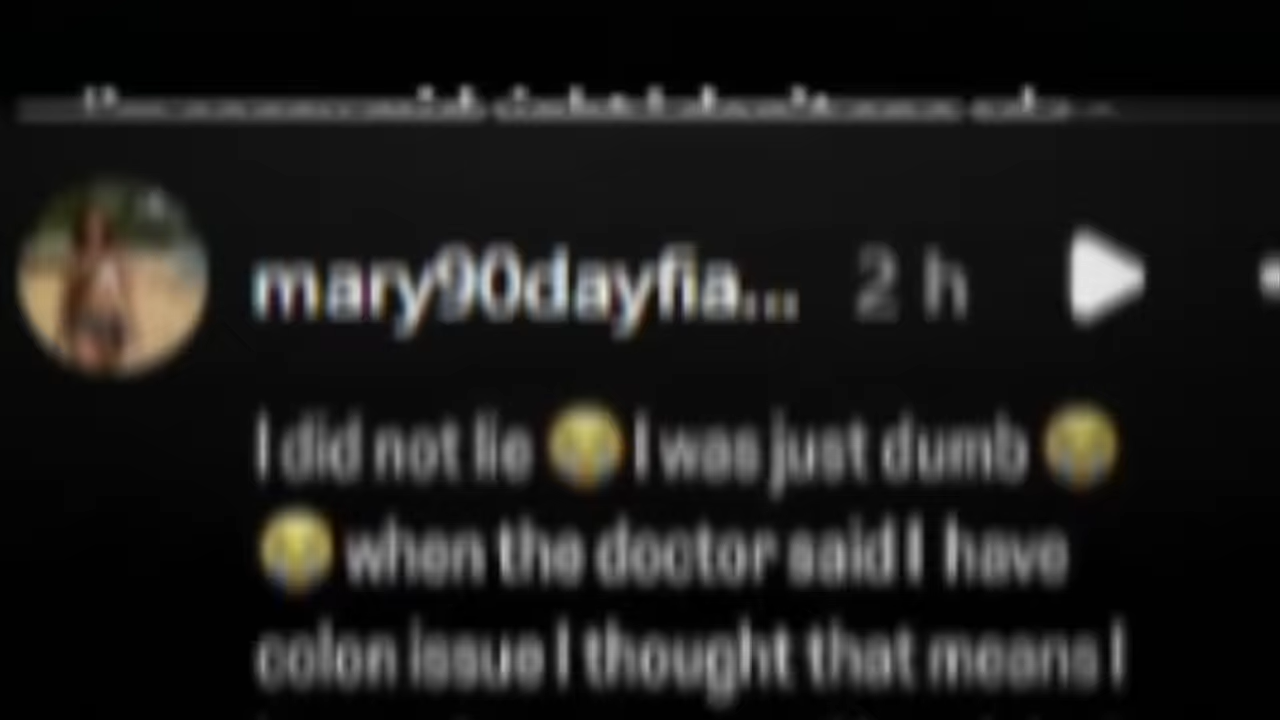 mary90dayfia... 2 h
I did not lie 😭 I was just dumb 😭
😭 when the doctor said I have
colon issue I thought that means I